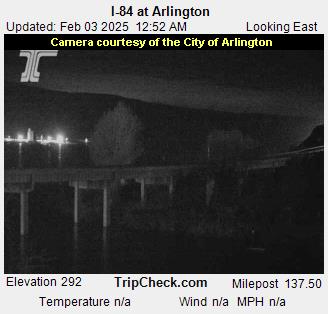 I-84 at Arlington
Updated: Feb 03 2025 12:52 AM Looking East
Camera courtesy of the City of Arlington
Elevation 292 TripCheck.com Milepost 137.50
Temperature n/a Wind n/a MPH n/a